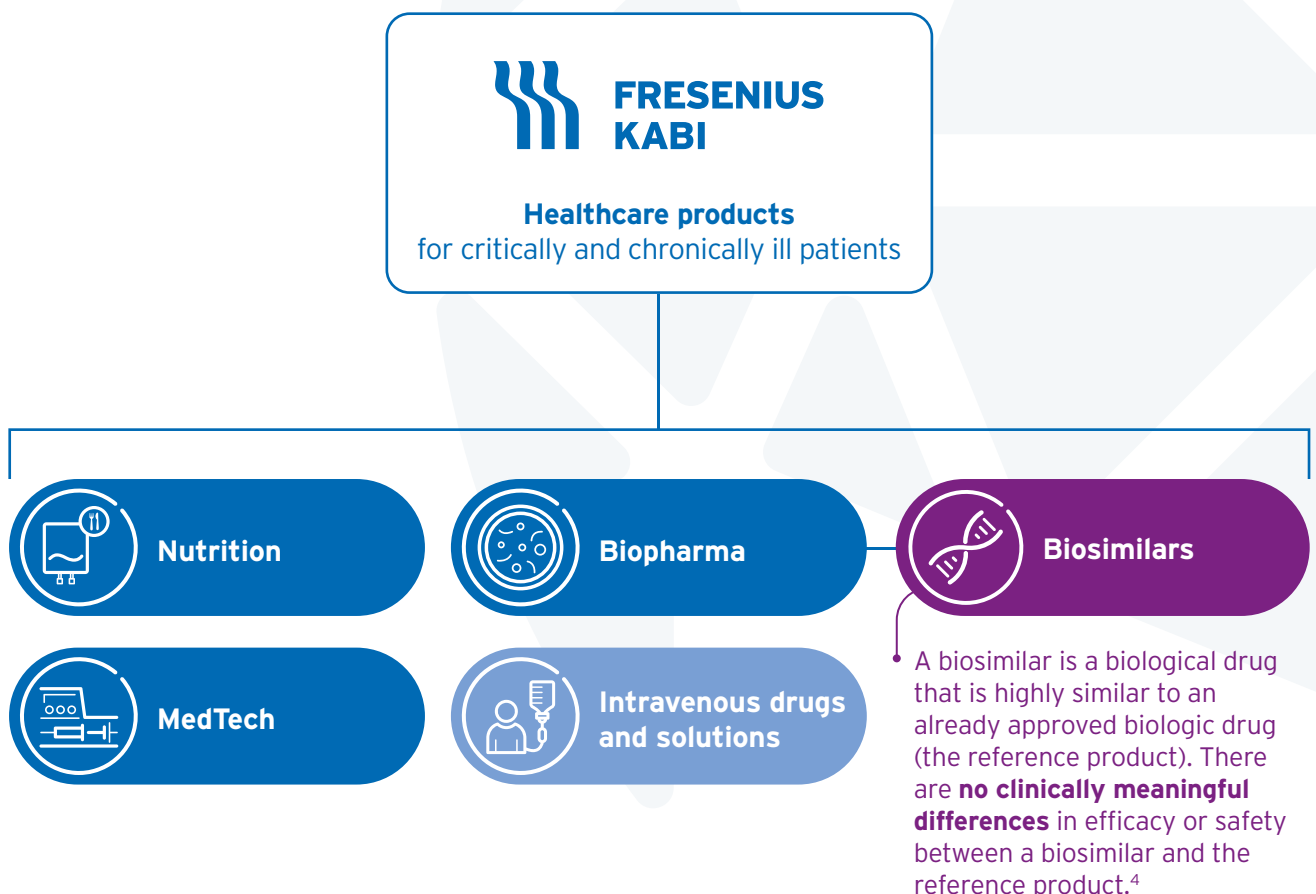 FRESENIUS
KABI
Healthcare products
for critically and chronically ill patients
Nutrition
Biopharma
Biosimilars
MedTech
Intravenous drugs
and solutions
A biosimilar is a biological drug
that is highly similar to an
already approved biologic drug
(the reference product). There
are no clinically meaningful
differences in efficacy or safety
between a biosimilar and the
reference product.⁴